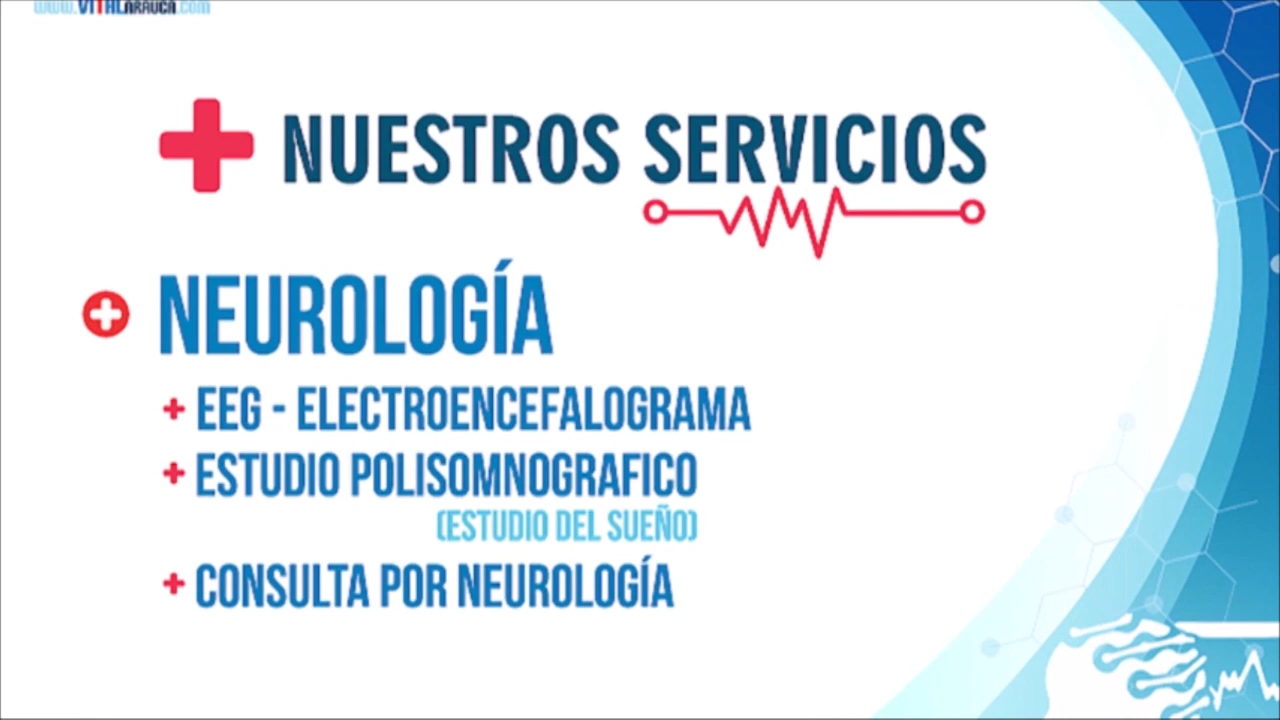 www.VITALARAUCA.com
NUESTROS SERVICIOS
NEUROLOGÍA
EEG - ELECTROENCEFALOGRAMA
ESTUDIO POLISOMNOGRAFICO
(ESTUDIO DEL SUEÑO)
CONSULTA POR NEUROLOGÍA